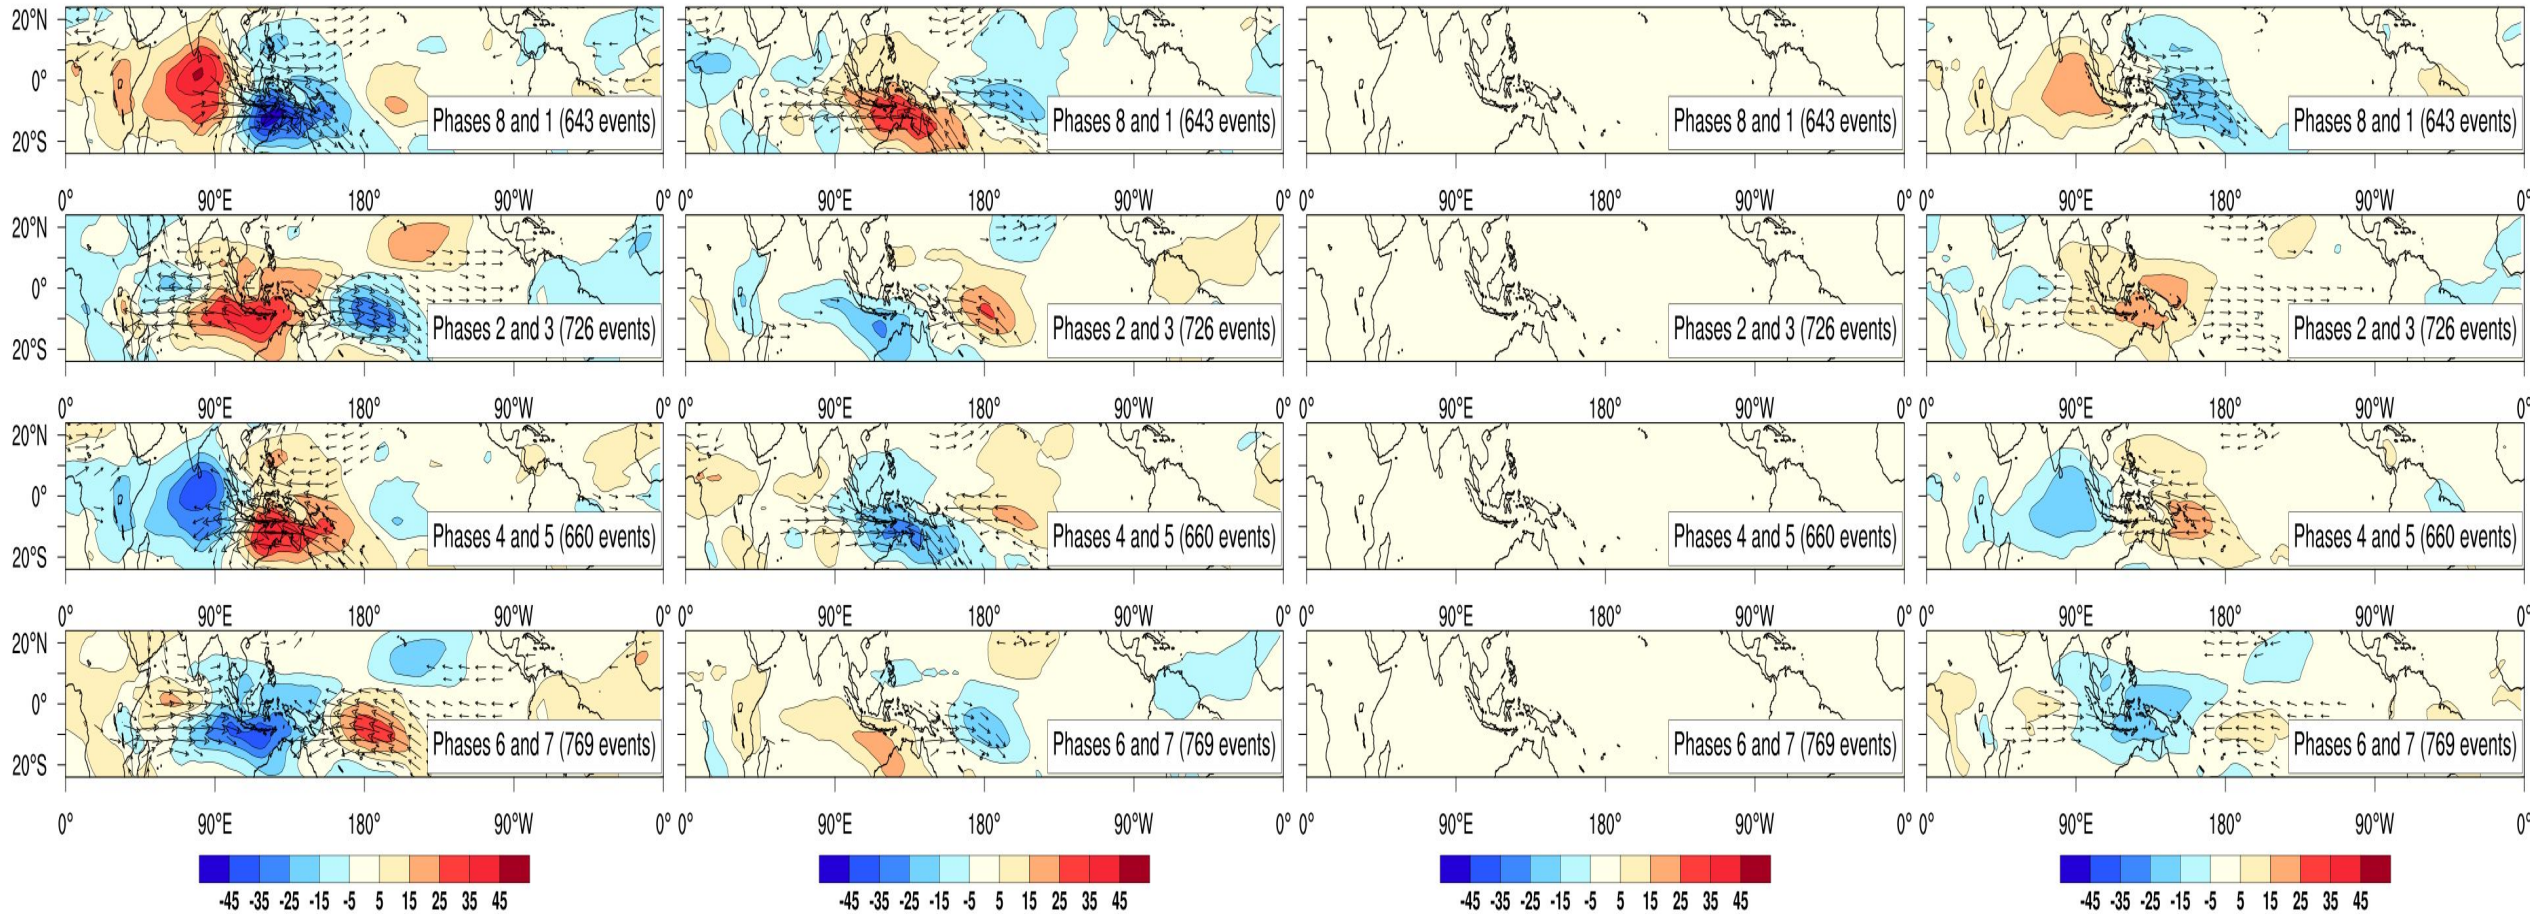 20°N
0°
20°S
Phases 8 and 1 (643 events)
Phases 8 and 1 (643 events)
Phases 8 and 1 (643 events)
Phases 8 and 1 (643 events)
0° 90°E 180° 90°W 0° 0° 90°E 180° 90°W 0° 0° 90°E 180° 90°W 0° 0° 90°E 180° 90°W 0°
20°N
0°
20°S
Phases 2 and 3 (726 events)
Phases 2 and 3 (726 events)
Phases 2 and 3 (726 events)
Phases 2 and 3 (726 events)
0° 90°E 180° 90°W 0° 0° 90°E 180° 90°W 0° 0° 90°E 180° 90°W 0° 0° 90°E 180° 90°W 0°
20°N
0°
20°S
Phases 4 and 5 (660 events)
Phases 4 and 5 (660 events)
Phases 4 and 5 (660 events)
Phases 4 and 5 (660 events)
0° 90°E 180° 90°W 0° 0° 90°E 180° 90°W 0° 0° 90°E 180° 90°W 0° 0° 90°E 180° 90°W 0°
20°N
0°
20°S
Phases 6 and 7 (769 events)
Phases 6 and 7 (769 events)
Phases 6 and 7 (769 events)
Phases 6 and 7 (769 events)
0° 90°E 180° 90°W 0° 0° 90°E 180° 90°W 0° 0° 90°E 180° 90°W 0° 0° 90°E 180° 90°W 0°
-45 -35 -25 -15 -5 5 15 25 35 45
-45 -35 -25 -15 -5 5 15 25 35 45
-45 -35 -25 -15 -5 5 15 25 35 45
-45 -35 -25 -15 -5 5 15 25 35 45